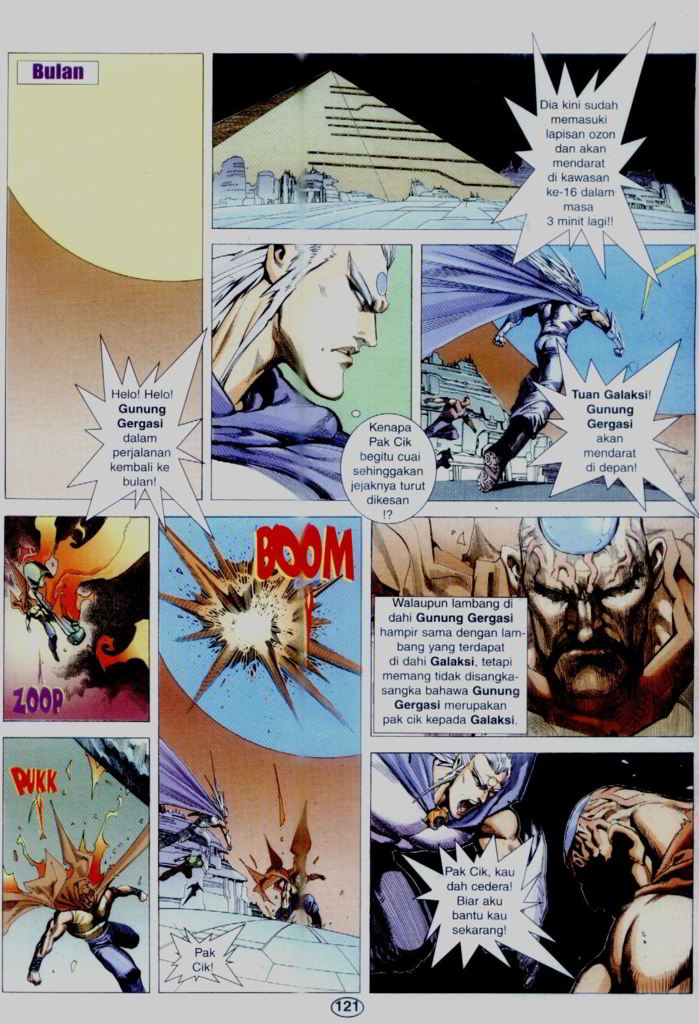 Bulan
Helo! Helo!
Gunung
Gergasi
dalam
perjalanan
kembali ke
bulan!
Dia kini sudah
memasuki
lapisan ozon
dan akan
mendarat
di kawasan
ke-16 dalam
masa
3 minit lagi!!
Kenapa
Pak Cik
begitu cuai
sehinggakan
jejaknya turut
dikesan
!?
Tuan Galaksi!
Gunung
Gergasi
akan
mendarat
di depan!
ZOOP
BOOM
Walaupun lambang di
dahi Gunung Gergasi
hampir sama dengan lam-
bang yang terdapat
di dahi Galaksi, tetapi
memang tidak disangka-
sangka bahawa Gunung
Gergasi merupakan
pak cik kepada Galaksi.
PUKK
Pak
Cik!
Pak Cik, kau
dah cedera!
Biar aku
bantu kau
sekarang!
121